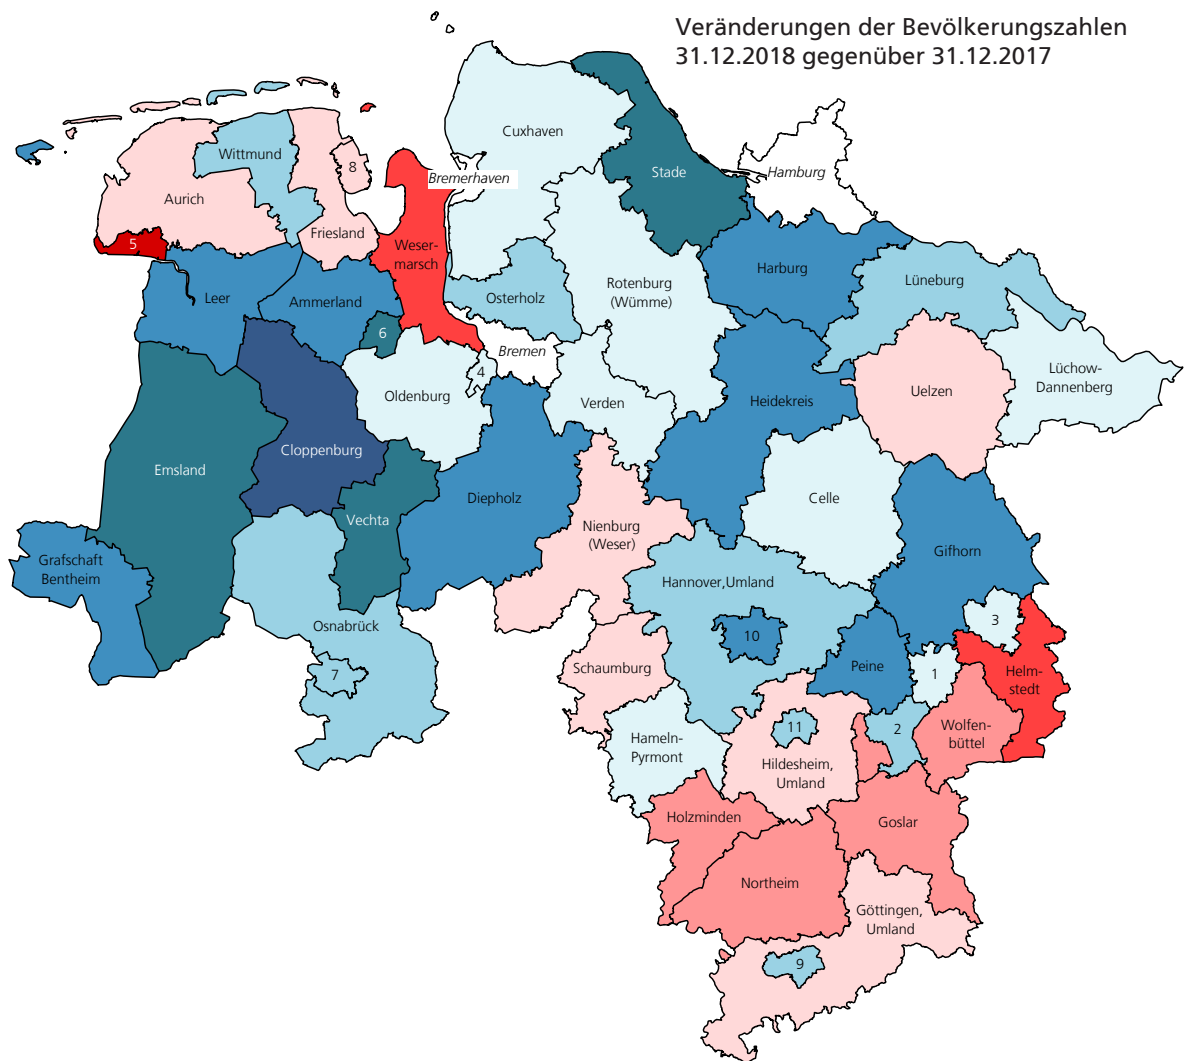 Veränderungen der Bevölkerungszahlen
31.12.2018 gegenüber 31.12.2017
Cuxhaven
Wittmund
8
Bremerhaven
Stade
Hamburg
Aurich
Friesland
5
Weser-
marsch
Harburg
Lüneburg
Leer
Ammerland
Osterholz
Rotenburg
(Wümme)
6
Bremen
4
Lüchow-
Dannenberg
Oldenburg
Verden
Heidekreis
Uelzen
Cloppenburg
Emsland
Diepholz
Celle
Vechta
Nienburg
(Weser)
Gifhorn
Grafschaft
Bentheim
Hannover,Umland
Osnabrück
10
3
7
Schaumburg
Peine
1
Helm-
stedt
11
2
Wolfen-
büttel
Hameln-
Pyrmont
Hildesheim,
Umland
Holzminden
Goslar
Northeim
Göttingen,
Umland
9